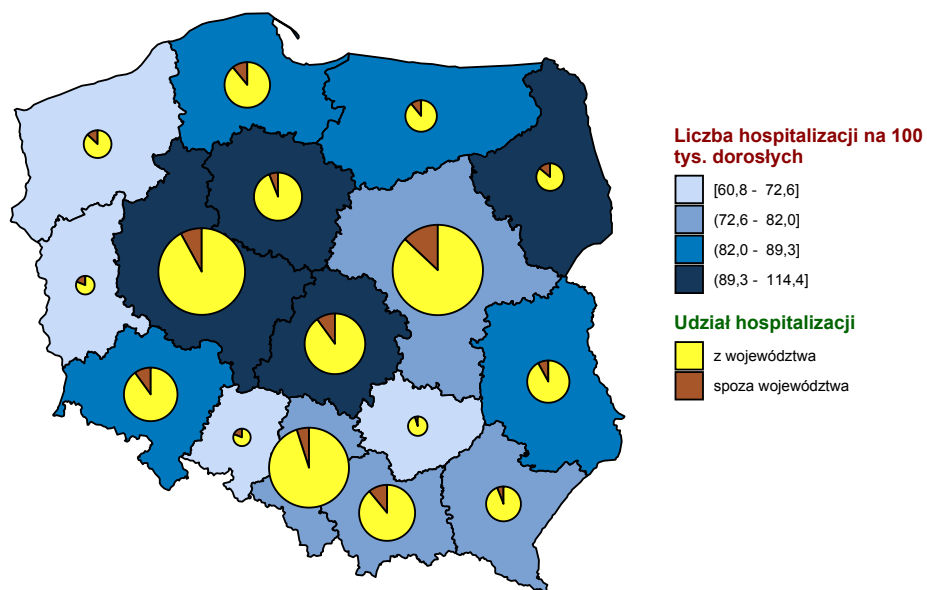 Liczba hospitalizacji na 100
tys. dorosłych
[60,8 - 72,6]
(72,6 - 82,0]
(82,0 - 89,3]
(89,3 - 114,4]
Udział hospitalizacji
z województwa
spoza województwa